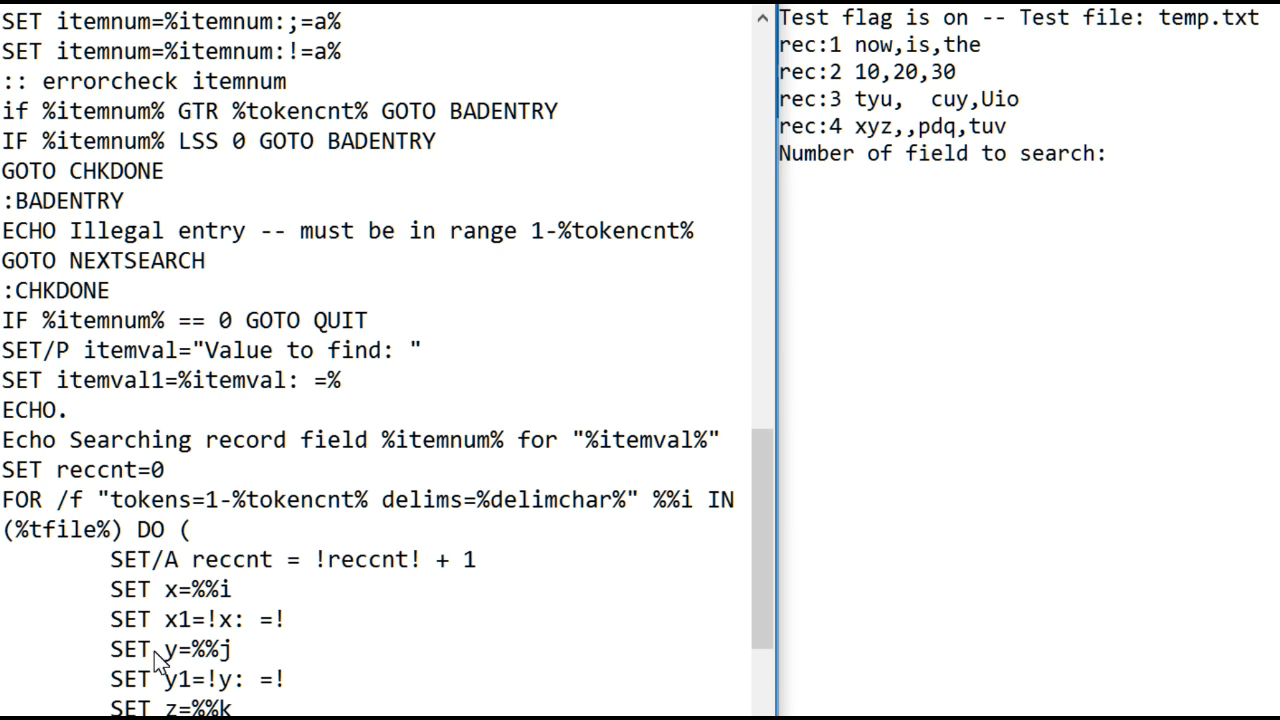 SET itemnum=%itemnum:;=a%
SET itemnum=%itemnum:!=a%
:: errorcheck itemnum
if %itemnum% GTR %tokencnt% GOTO BADENTRY
IF %itemnum% LSS 0 GOTO BADENTRY
GOTO CHKDONE
:BADENTRY
ECHO Illegal entry -- must be in range 1-%tokencnt%
GOTO NEXTSEARCH
:CHKDONE
IF %itemnum% == 0 GOTO QUIT
SET/P itemval="Value to find: "
SET itemval1=%itemval: =%
ECHO.
Echo Searching record field %itemnum% for "%itemval%"
SET reccnt=0
FOR /f "tokens=1-%tokencnt% delims=%delimchar%" %%i IN
(%tfile%) DO (
SET/A reccnt = !reccnt! + 1
SET x=%%i
SET x1=!x: =!
SET y=%%j
SET y1=!y: =!
SET z=%%k
Test flag is on -- Test file: temp.txt
rec:1 now,is,the
rec:2 10,20,30
rec:3 tyu,  cuy,Uio
rec:4 xyz,,pdq,tuv
Number of field to search: